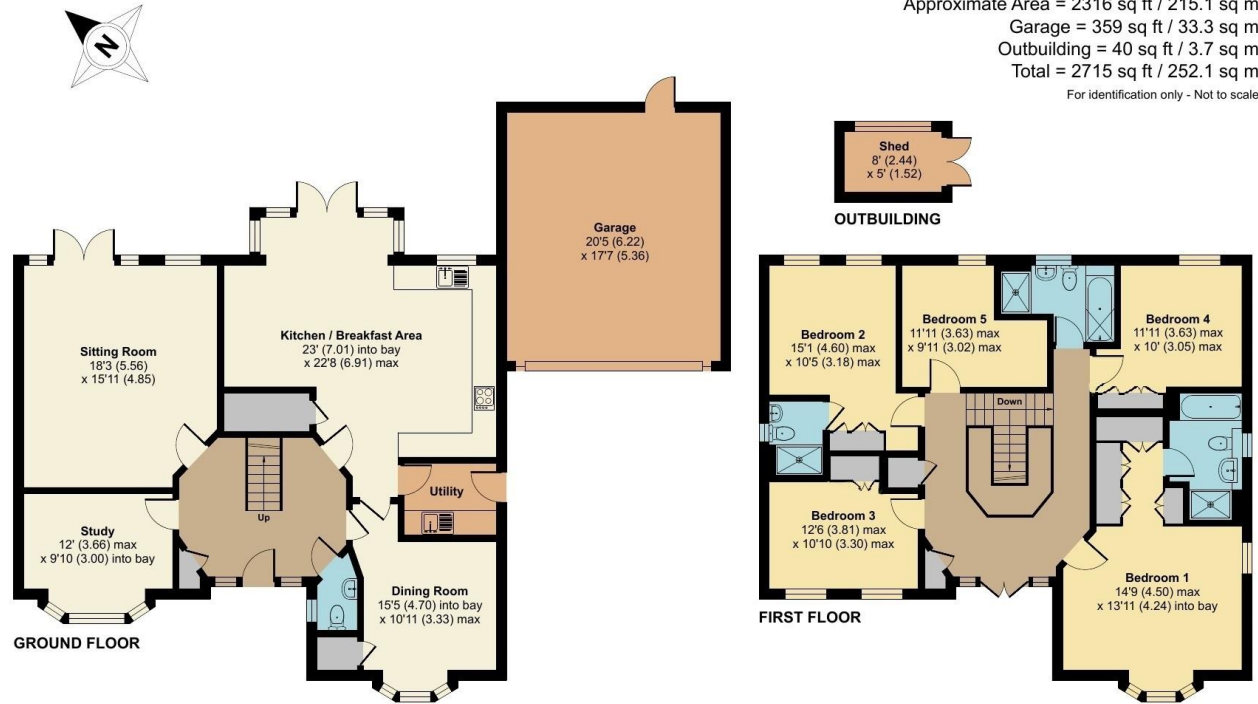 Approximate Area = 2316 sq ft / 215.1 sq m
Garage = 359 sq ft / 33.3 sq m
Outbuilding = 40 sq ft / 3.7 sq m
Total = 2715 sq ft / 252.1 sq m
For identification only - Not to scale
N
Shed
8' (2.44)
x 5' (1.52)
OUTBUILDING
Garage
20'5 (6.22)
x 17'7 (5.36)
Kitchen / Breakfast Area
23' (7.01) into bay
x 22'8 (6.91) max
Sitting Room
18'3 (5.56)
x 15'11 (4.85)
Utility
Up
Study
12' (3.66) max
x 9'10 (3.00) into bay
Dining Room
15'5 (4.70) into bay
x 10'11 (3.33) max
GROUND FLOOR
Bedroom 2
15'1 (4.60) max
x 10'5 (3.18) max
Bedroom 5
11'11 (3.63) max
x 9'11 (3.02) max
Bedroom 4
11'11 (3.63) max
x 10' (3.05) max
Down
Bedroom 3
12'6 (3.81) max
x 10'10 (3.30) max
Bedroom 1
14'9 (4.50) max
x 13'11 (4.24) into bay
FIRST FLOOR